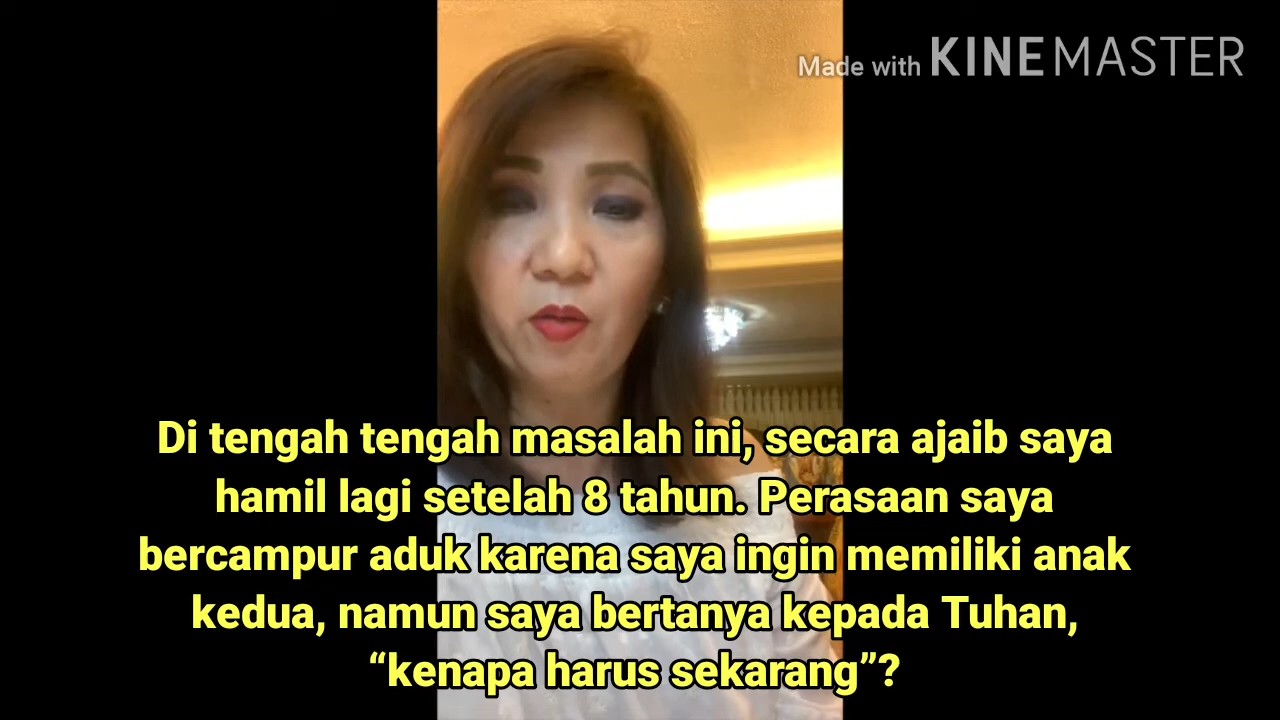 Made with KINEMASTER
Di tengah tengah masalah ini, secara ajaib saya
hamil lagi setelah 8 tahun. Perasaan saya
bercampur aduk karena saya ingin memiliki anak
kedua, namun saya bertanya kepada Tuhan,
“kenapa harus sekarang”?